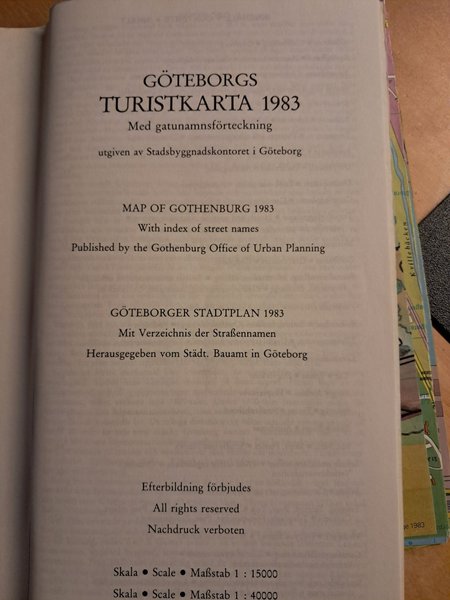 GÖTEBORGS
TURISTKARTA 1983
Med gatunamnsförteckning
utgiven av Stadsbyggnadskontoret i Göteborg
MAP OF GOTHENBURG 1983
With index of street names
Published by the Gothenburg Office of Urban Planning
GÖTEBORGER STADTPLAN 1983
Mit Verzeichnis der Straßennamen
Herausgegeben vom Städt. Bauamt in Göteborg
Efterbildning förbjudes
All rights reserved
Nachdruck verboten
Skala ● Scale ● Maßstab 1 : 15000
Skala ● Scale ● Maßstab 1 : 40000
Kvillebäcken
1983